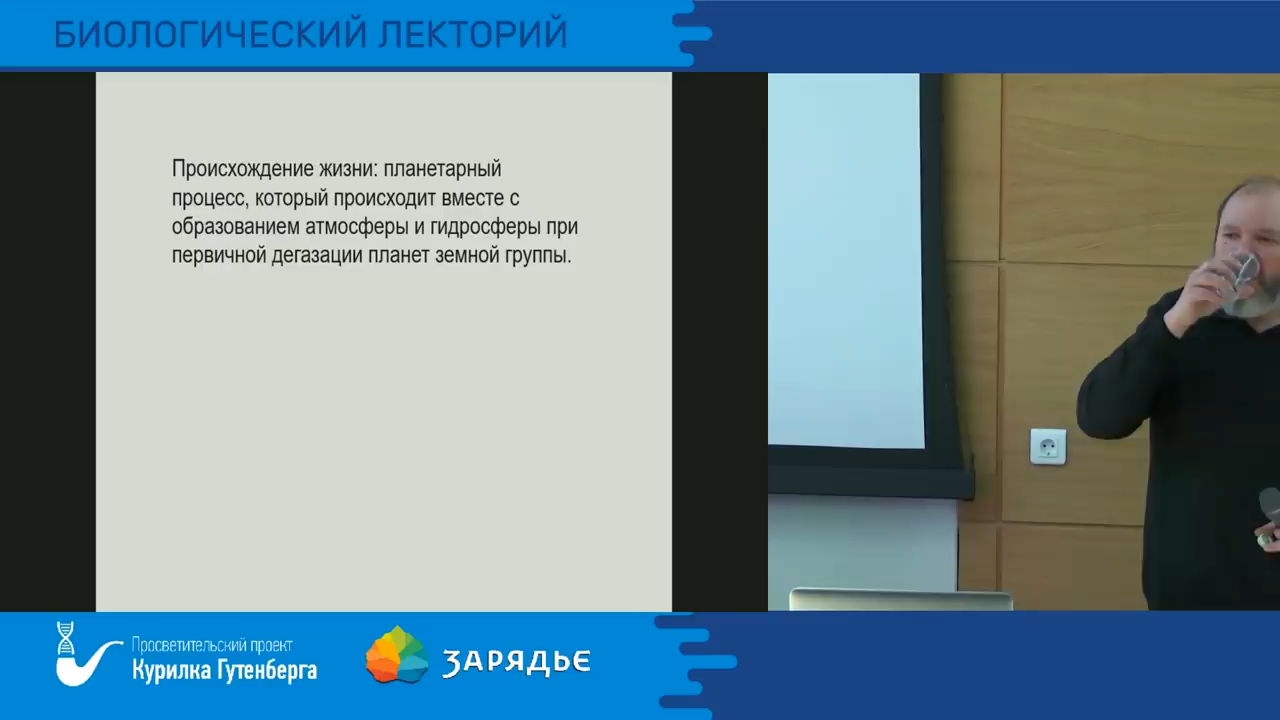 БИОЛОГИЧЕСКИЙ ЛЕКТОРИЙ
Происхождение жизни: планетарный
процесс, который происходит вместе с
образованием атмосферы и гидросферы при
первичной дегазации планет земной группы.
Просветительский проект
Курилка Гутенберга
ЗАРЯДЬЕ